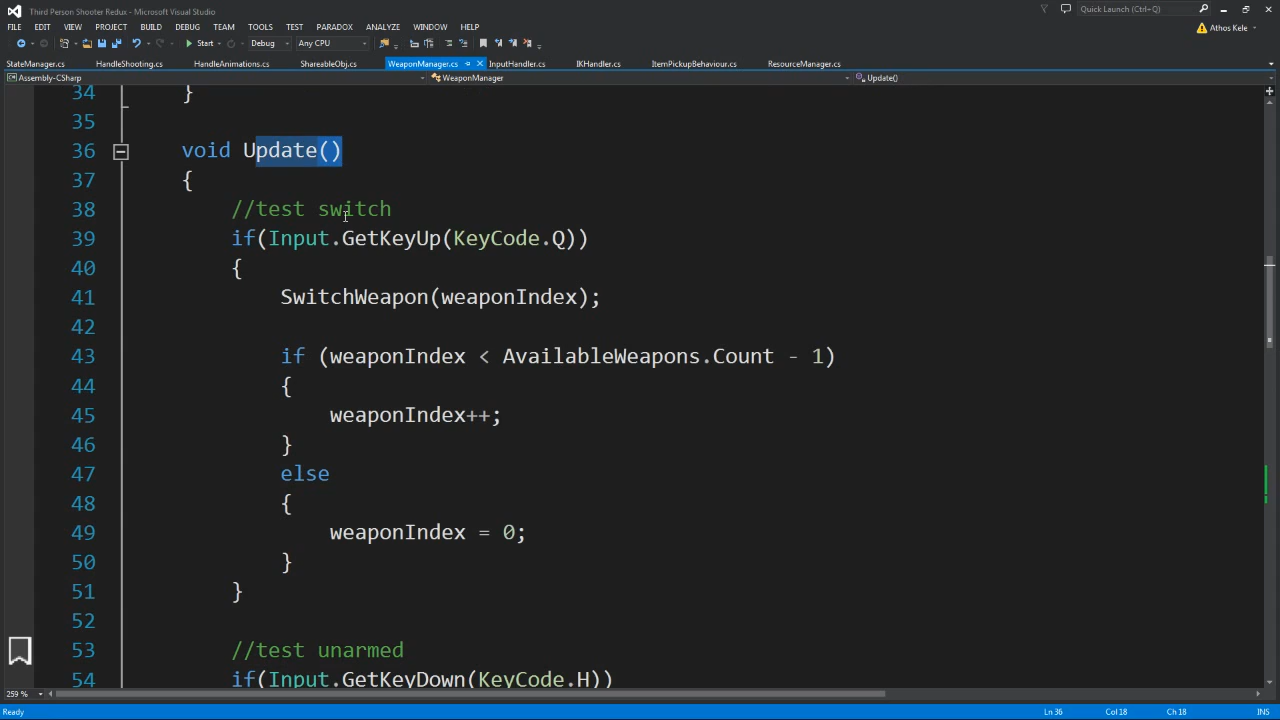 Third Person Shooter Redux - Microsoft Visual Studio
Quick Launch (Ctrl+Q)
FILE EDIT VIEW PROJECT BUILD DEBUG TEAM TOOLS TEST PARADOX ANALYZE WINDOW HELP
Athos Kele
Start Debug Any CPU
StateManager.cs HandleShooting.cs HandleAnimations.cs ShareableObj.cs WeaponManager.cs InputHandler.cs IKHandler.cs ItemPickupBehaviour.cs ResourceManager.cs
Assembly-CSharp WeaponManager Update()
34 }
35
36 void Update()
37 {
38 //test switch
39 if(Input.GetKeyUp(KeyCode.Q))
40 {
41 SwitchWeapon(weaponIndex);
42
43 if (weaponIndex < AvailableWeapons.Count - 1)
44 {
45 weaponIndex++;
46 }
47 else
48 {
49 weaponIndex = 0;
50 }
51 }
52
53 //test unarmed
54 if(Input.GetKeyDown(KeyCode.H))
259 %
Ready Ln 36 Col 18 Ch 18 INS